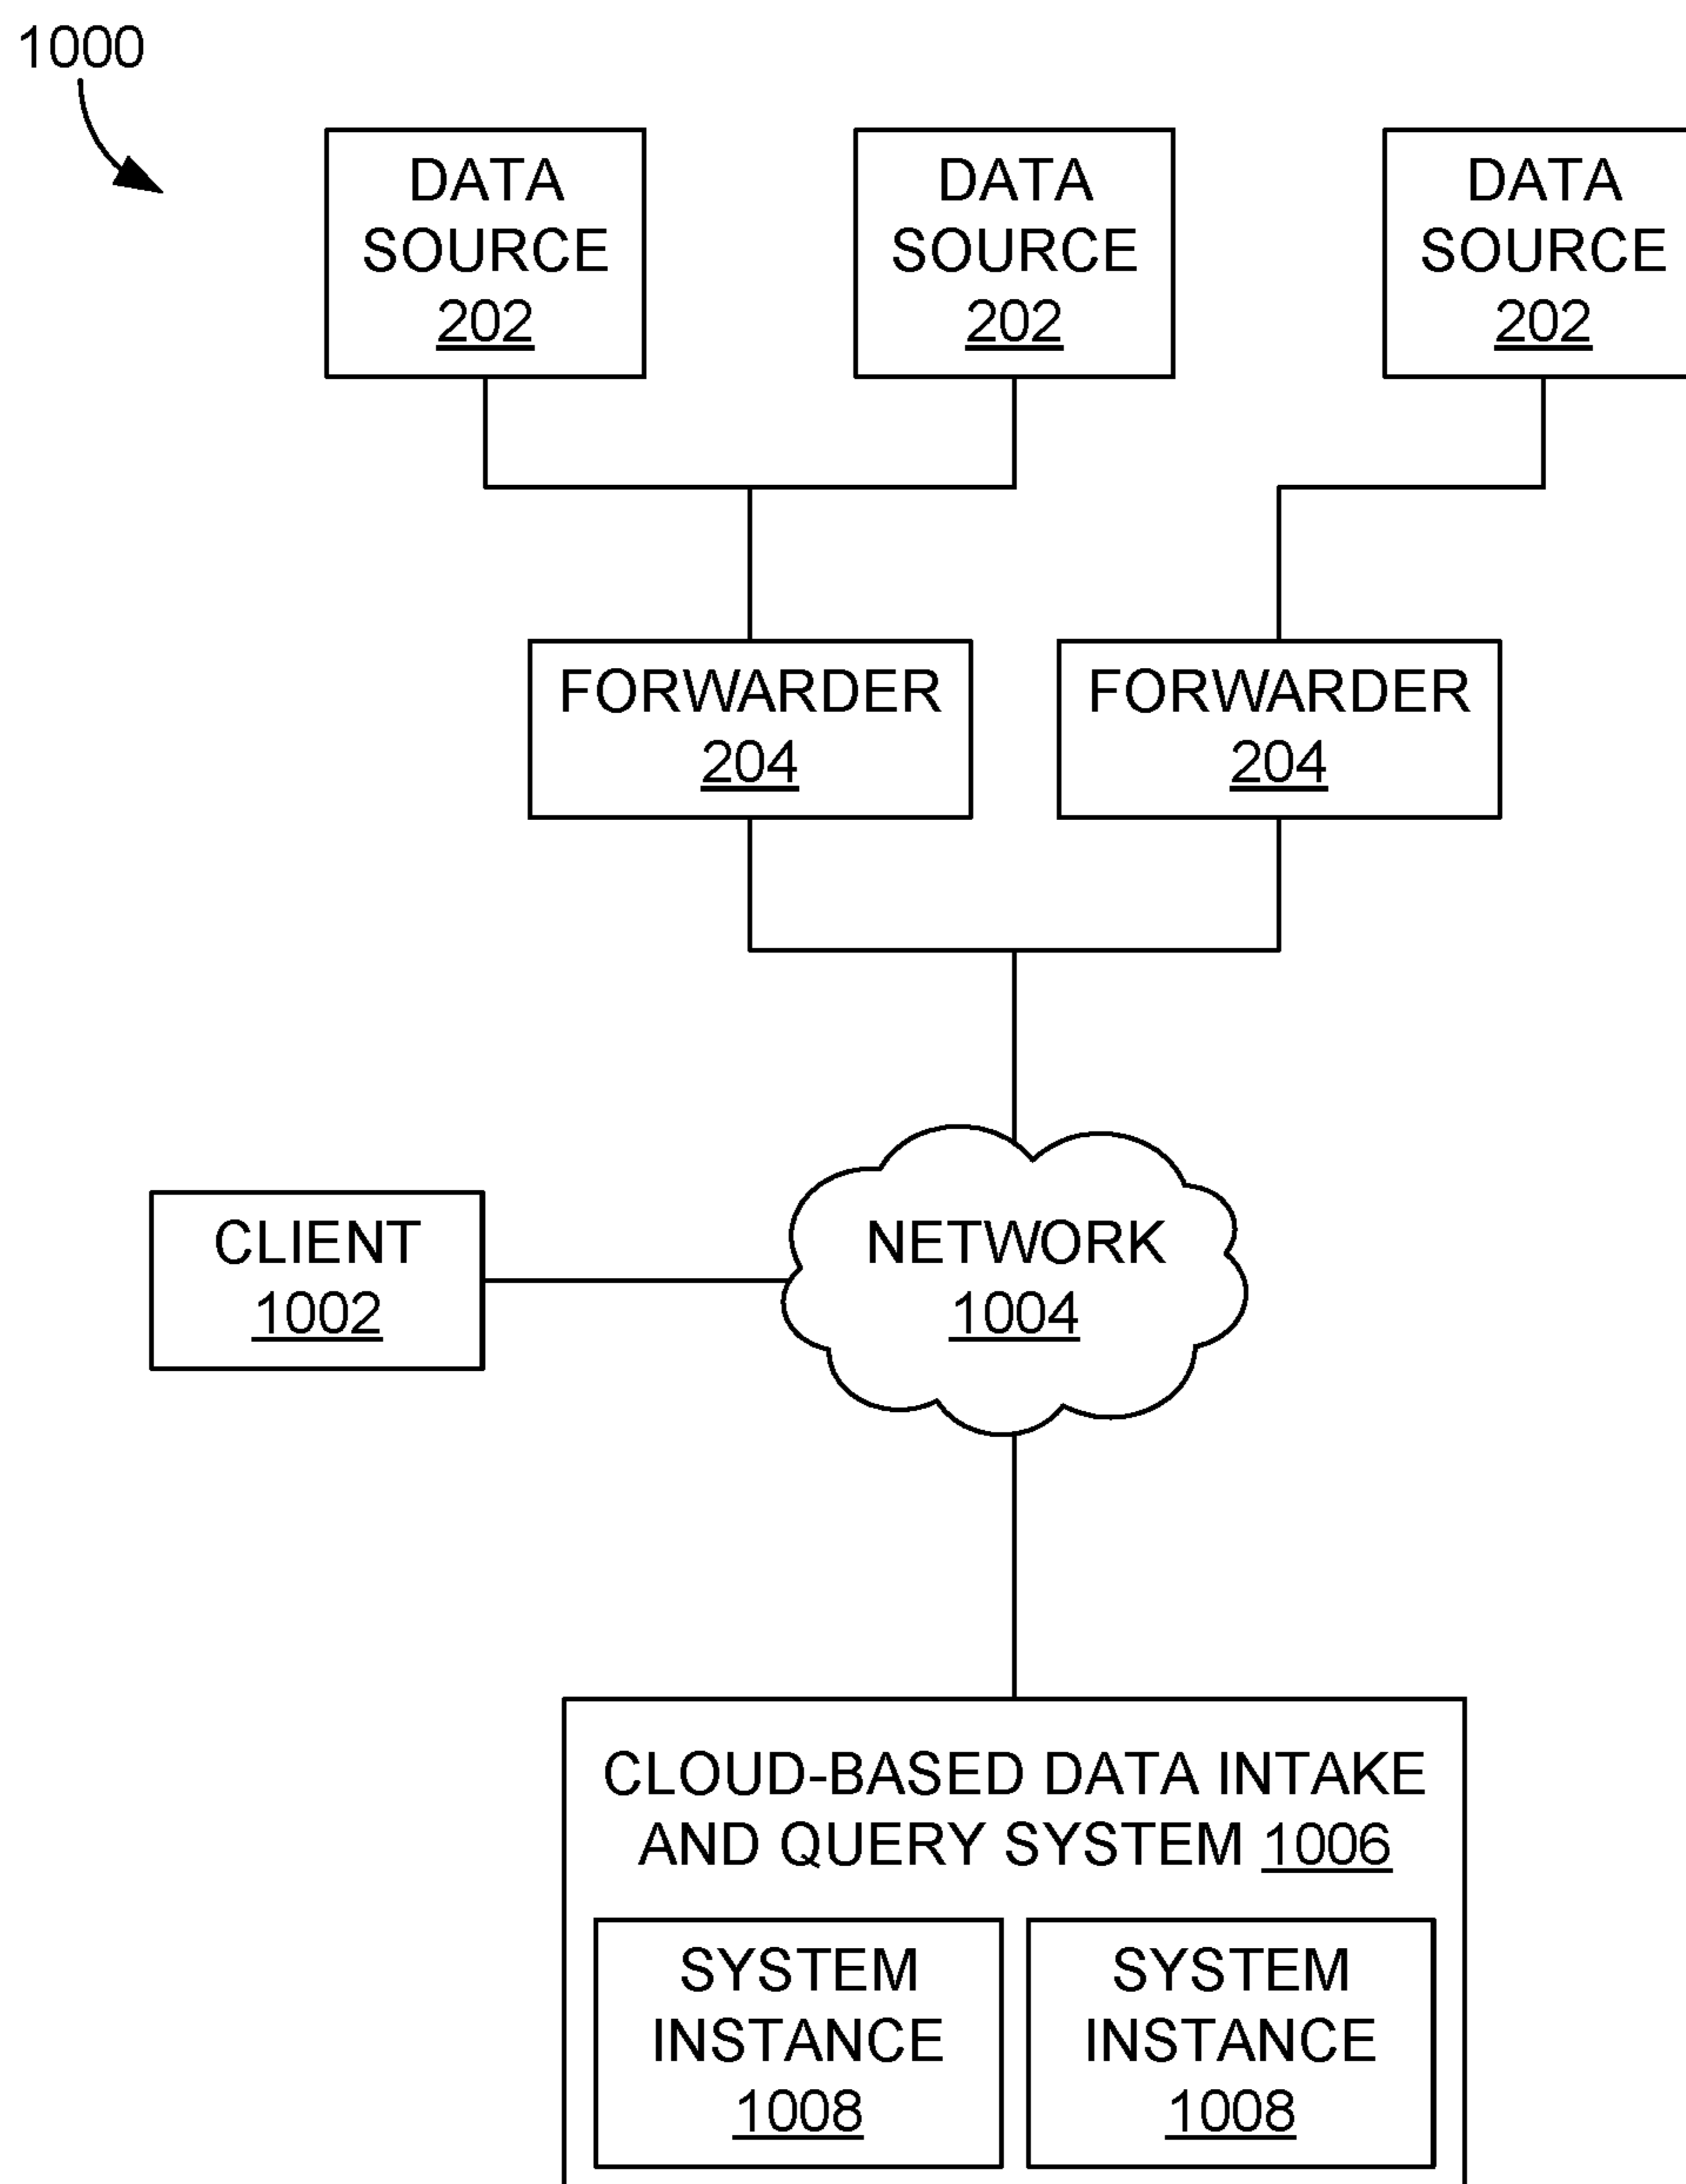 1000
DATA
SOURCE
202
DATA
SOURCE
202
DATA
SOURCE
202
FORWARDER
204
FORWARDER
204
CLIENT
1002
NETWORK
1004
CLOUD-BASED DATA INTAKE
AND QUERY SYSTEM 1006
SYSTEM
INSTANCE
1008
SYSTEM
INSTANCE
1008